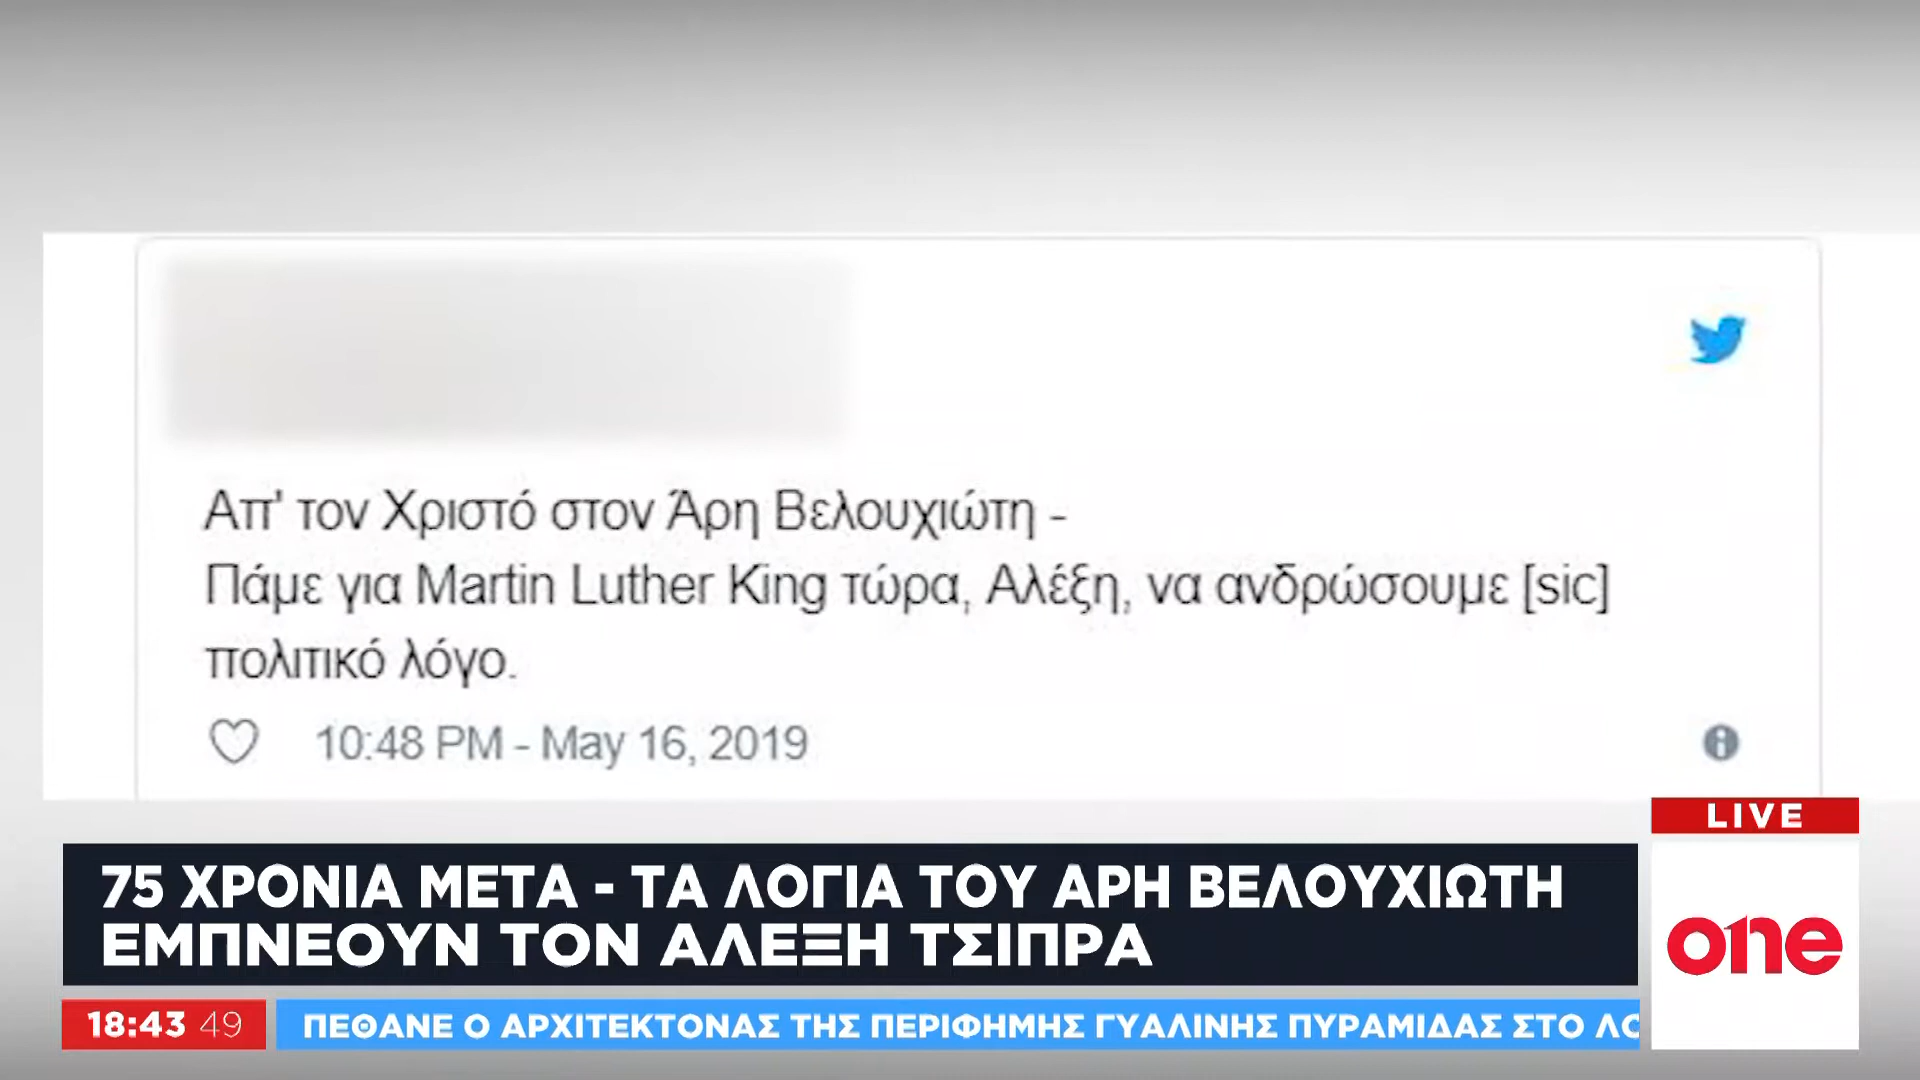 Απ' τον Χριστό στον Άρη Βελουχιώτη -
Πάμε για Martin Luther King τώρα, Αλέξη, να ανδρώσουμε [sic]
πολιτικό λόγο.
10:48 PM - May 16, 2019
LIVE
75 ΧΡΟΝΙΑ ΜΕΤΑ - ΤΑ ΛΟΓΙΑ ΤΟΥ ΑΡΗ ΒΕΛΟΥΧΙΩΤΗ
ΕΜΠΝΕΟΥΝ ΤΟΝ ΑΛΕΞΗ ΤΣΙΠΡΑ
one
18:43 49
ΠΕΘΑΝΕ Ο ΑΡΧΙΤΕΚΤΟΝΑΣ ΤΗΣ ΠΕΡΙΦΗΜΗΣ ΓΥΑΛΙΝΗΣ ΠΥΡΑΜΙΔΑΣ ΣΤΟ